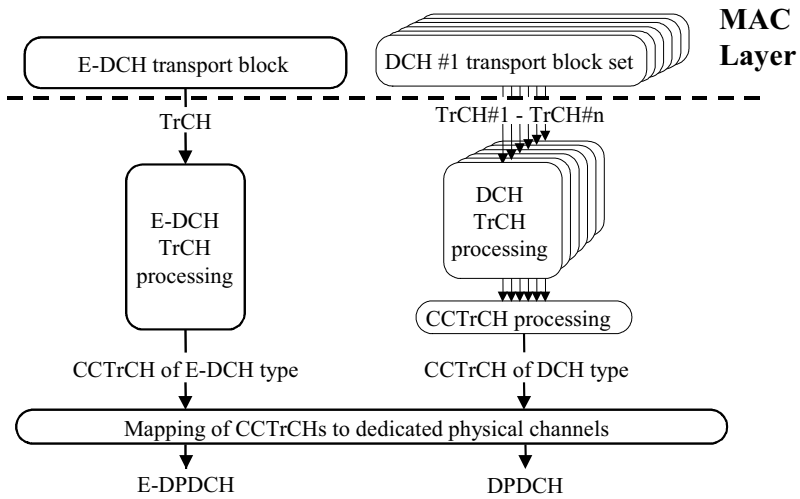 MAC
Layer
E-DCH transport block
DCH #1 transport block set
TrCH
TrCH#1 - TrCH#n
E-DCH
TrCH
processing
DCH
TrCH
processing
CCTrCH processing
CCTrCH of E-DCH type
CCTrCH of DCH type
Mapping of CCTrCHs to dedicated physical channels
E-DPDCH
DPDCH